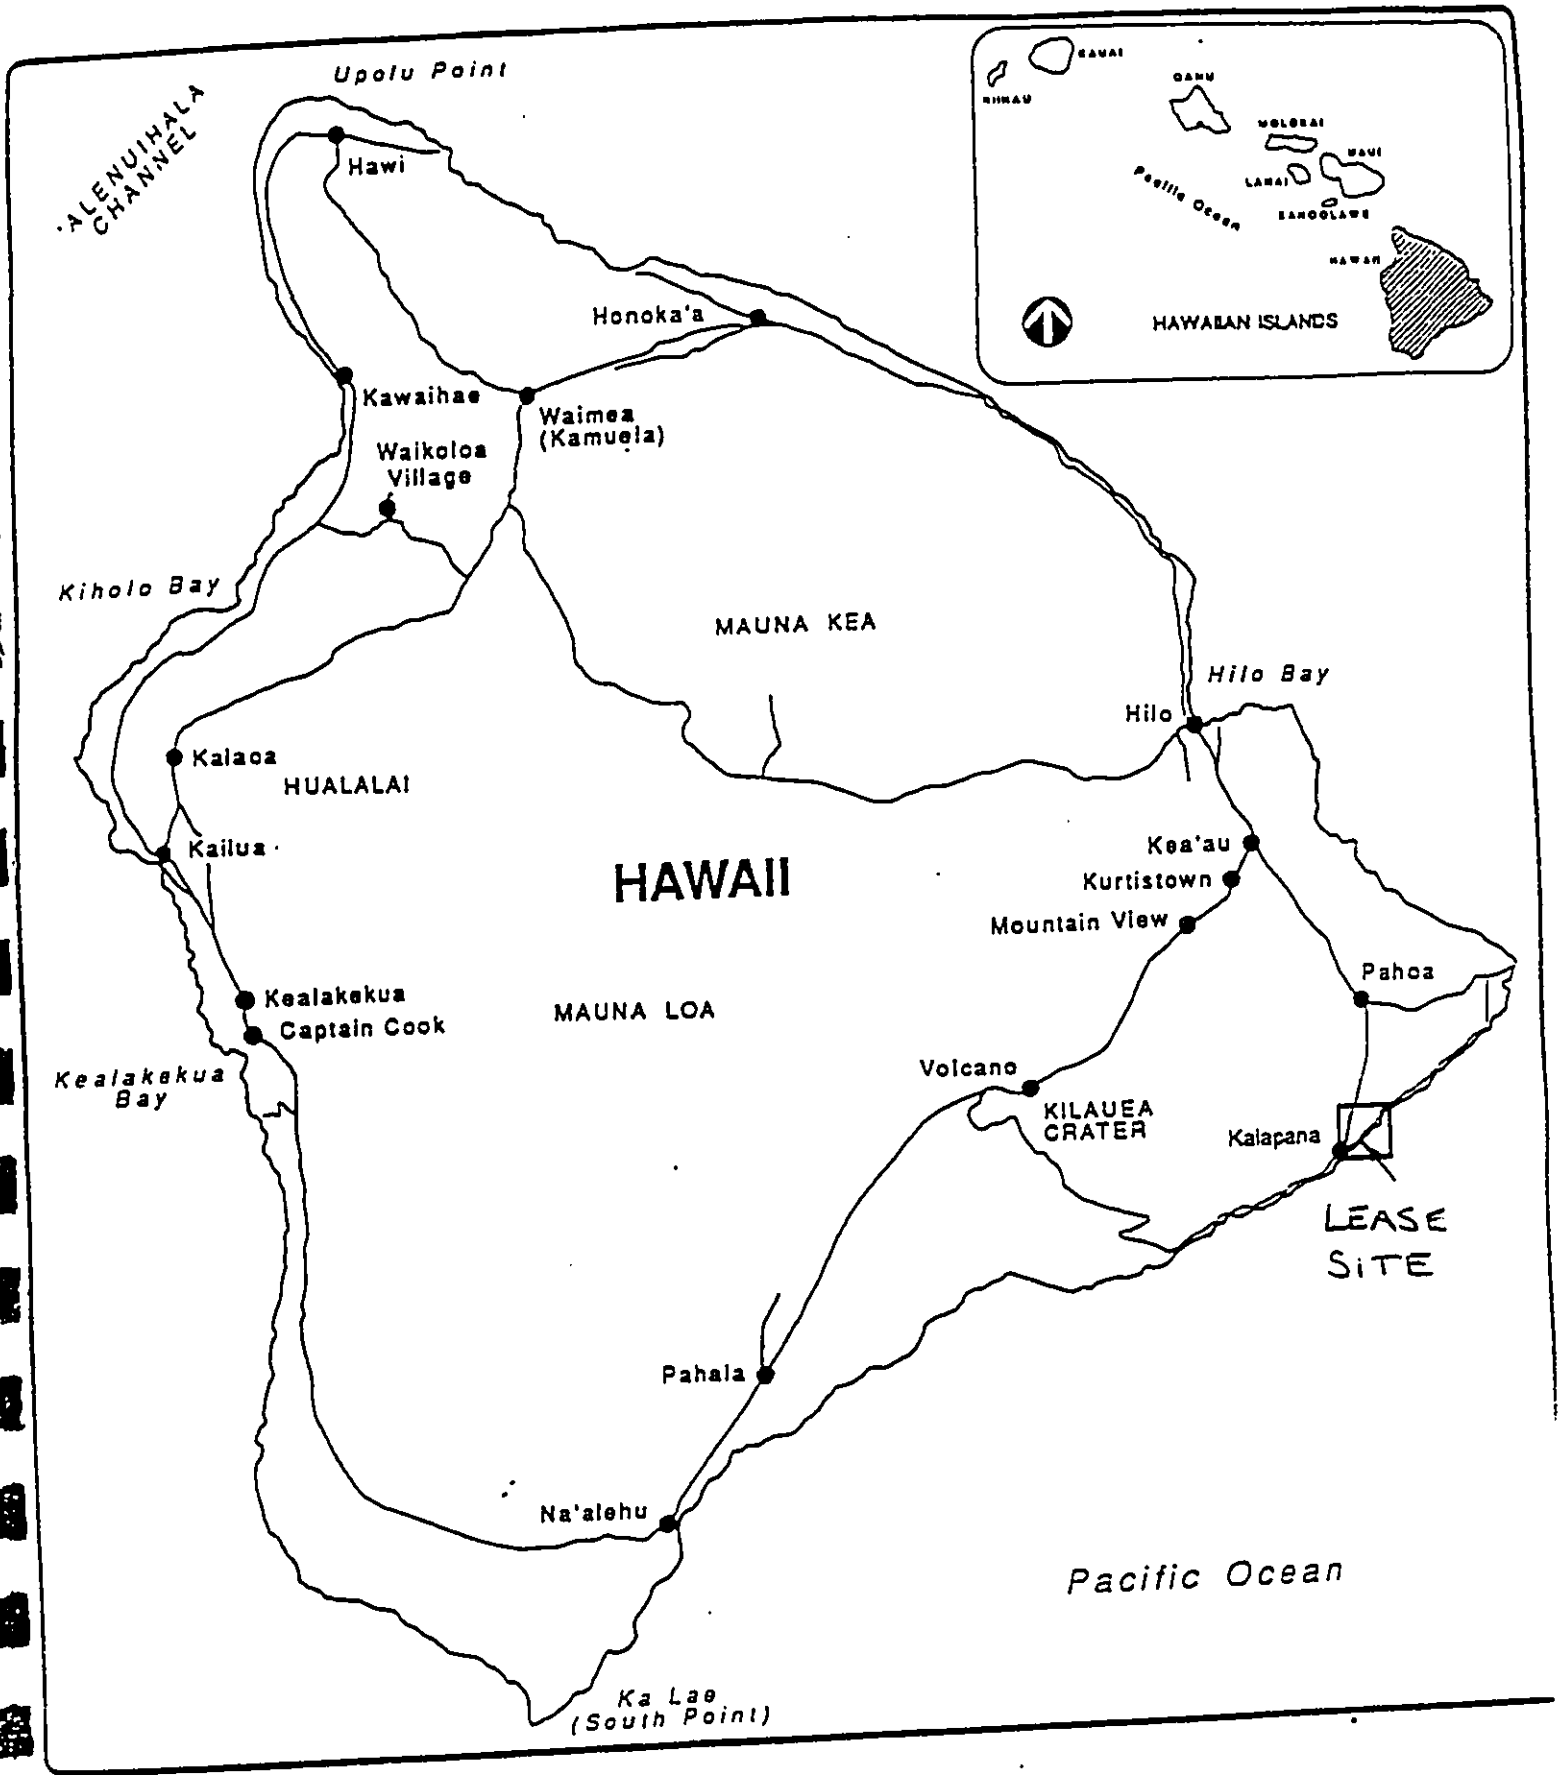 Upolu Point
'ALENUIHALA
CHANNEL
Hawi
KAUAI
NIIHAU
OAHU
MOLOKAI
MAUI
LANAI
KAHOOLAWE
Pacific Ocean
HAWAII
HAWAIIAN ISLANDS
Honoka'a
Kawaihae
Waimea
(Kamuela)
Waikoloa
Village
Kiholo Bay
MAUNA KEA
Hilo Bay
Hilo
Kalaoa
HUALALAI
Kailua
HAWAII
Kea'au
Kurtistown
Mountain View
Pahoa
Kealakekua
Captain Cook
MAUNA LOA
Kealakekua
Bay
Volcano
KILAUEA
CRATER
Kalapana
LEASE
SITE
Pahala
Na'alehu
Pacific Ocean
Ka Lae
(South Point)